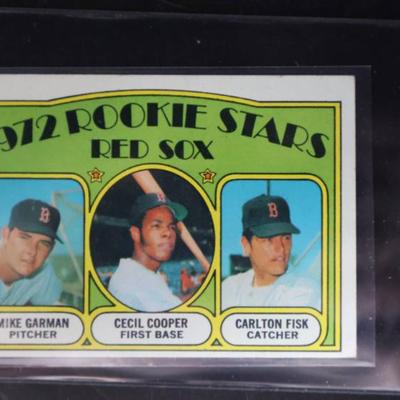 972 ROOKIE STARS
RED SOX
B
B
B
MIKE GARMAN
PITCHER
CECIL COOPER
FIRST BASE
CARLTON FISK
CATCHER